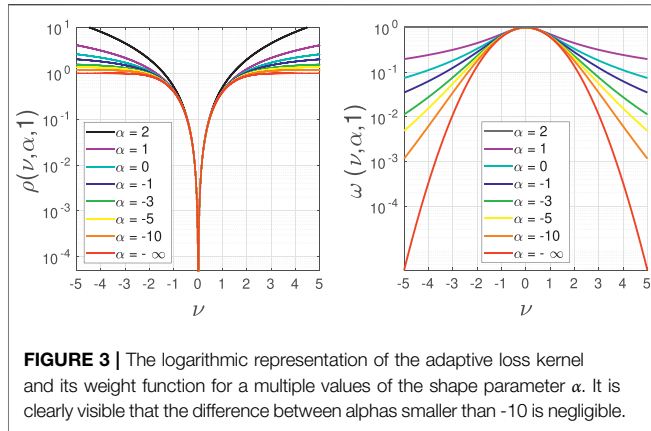 10^1
10^0
10^-1
10^-2
10^-3
10^-4
ρ(ν,α,1)
α = 2
α = 1
α = 0
α = -1
α = -3
α = -5
α = -10
α = - ∞
-5 -4 -3 -2 -1 0 1 2 3 4 5
ν
10^0
10^-1
10^-2
10^-3
10^-4
ω (ν,α,1)
α = 2
α = 1
α = 0
α = -1
α = -3
α = -5
α = -10
α = - ∞
-5 -4 -3 -2 -1 0 1 2 3 4 5
ν
FIGURE 3 | The logarithmic representation of the adaptive loss kernel
and its weight function for a multiple values of the shape parameter α. It is
clearly visible that the difference between alphas smaller than -10 is negligible.